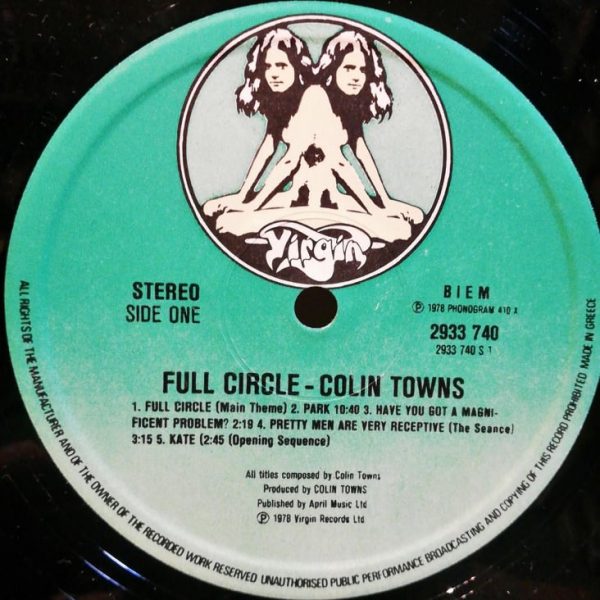 Virgin
STEREO
SIDE ONE
BIEM
Ⓟ 1978 PHONOGRAM 410 A
2933 740
2933 740 S 1
FULL CIRCLE - COLIN TOWNS
1. FULL CIRCLE (Main Theme) 2. PARK 10:40 3. HAVE YOU GOT A MAGNI-
FICENT PROBLEM? 2:19 4. PRETTY MEN ARE VERY RECEPTIVE (The Seance)
3:15 5. KATE (2:45 (Opening Sequence)
All titles composed by Colin Towns
Produced by COLIN TOWNS
Published by April Music Ltd
Ⓟ 1978 Virgin Records Ltd
ALL RIGHTS OF THE MANUFACTURER AND OF THE OWNER OF THE RECORDED WORK RESERVED UNAUTHORISED PUBLIC PERFORMANCE BROADCASTING AND COPYING OF THIS RECORD PROHIBITED MADE IN GREECE